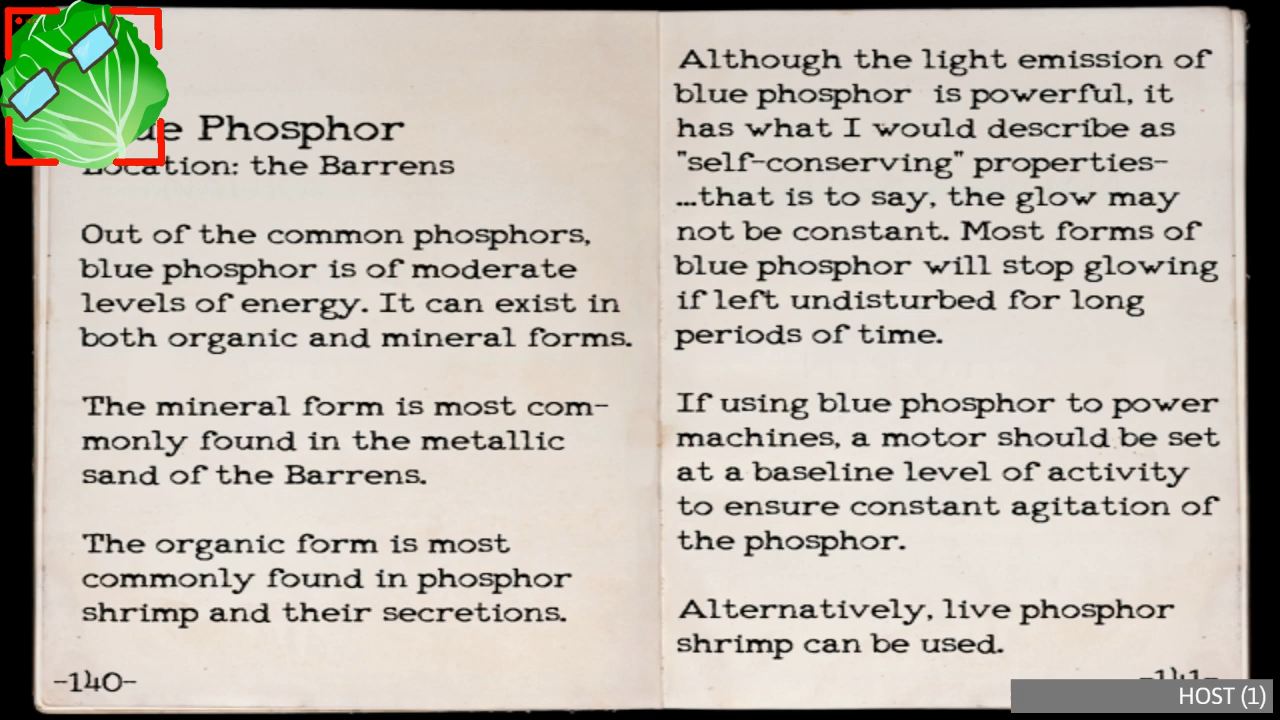 Phosphor
Location: the Barrens
Out of the common phosphors,
blue phosphor is of moderate
levels of energy. It can exist in
both organic and mineral forms.
The mineral form is most com-
monly found in the metallic
sand of the Barrens.
The organic form is most
commonly found in phosphor
shrimp and their secretions.
-140-
Although the light emission of
blue phosphor is powerful, it
has what I would describe as
"self-conserving" properties-
...that is to say, the glow may
not be constant. Most forms of
blue phosphor will stop glowing
if left undisturbed for long
periods of time.
If using blue phosphor to power
machines, a motor should be set
at a baseline level of activity
to ensure constant agitation of
the phosphor.
Alternatively, live phosphor
shrimp can be used.
-141-
HOST (1)